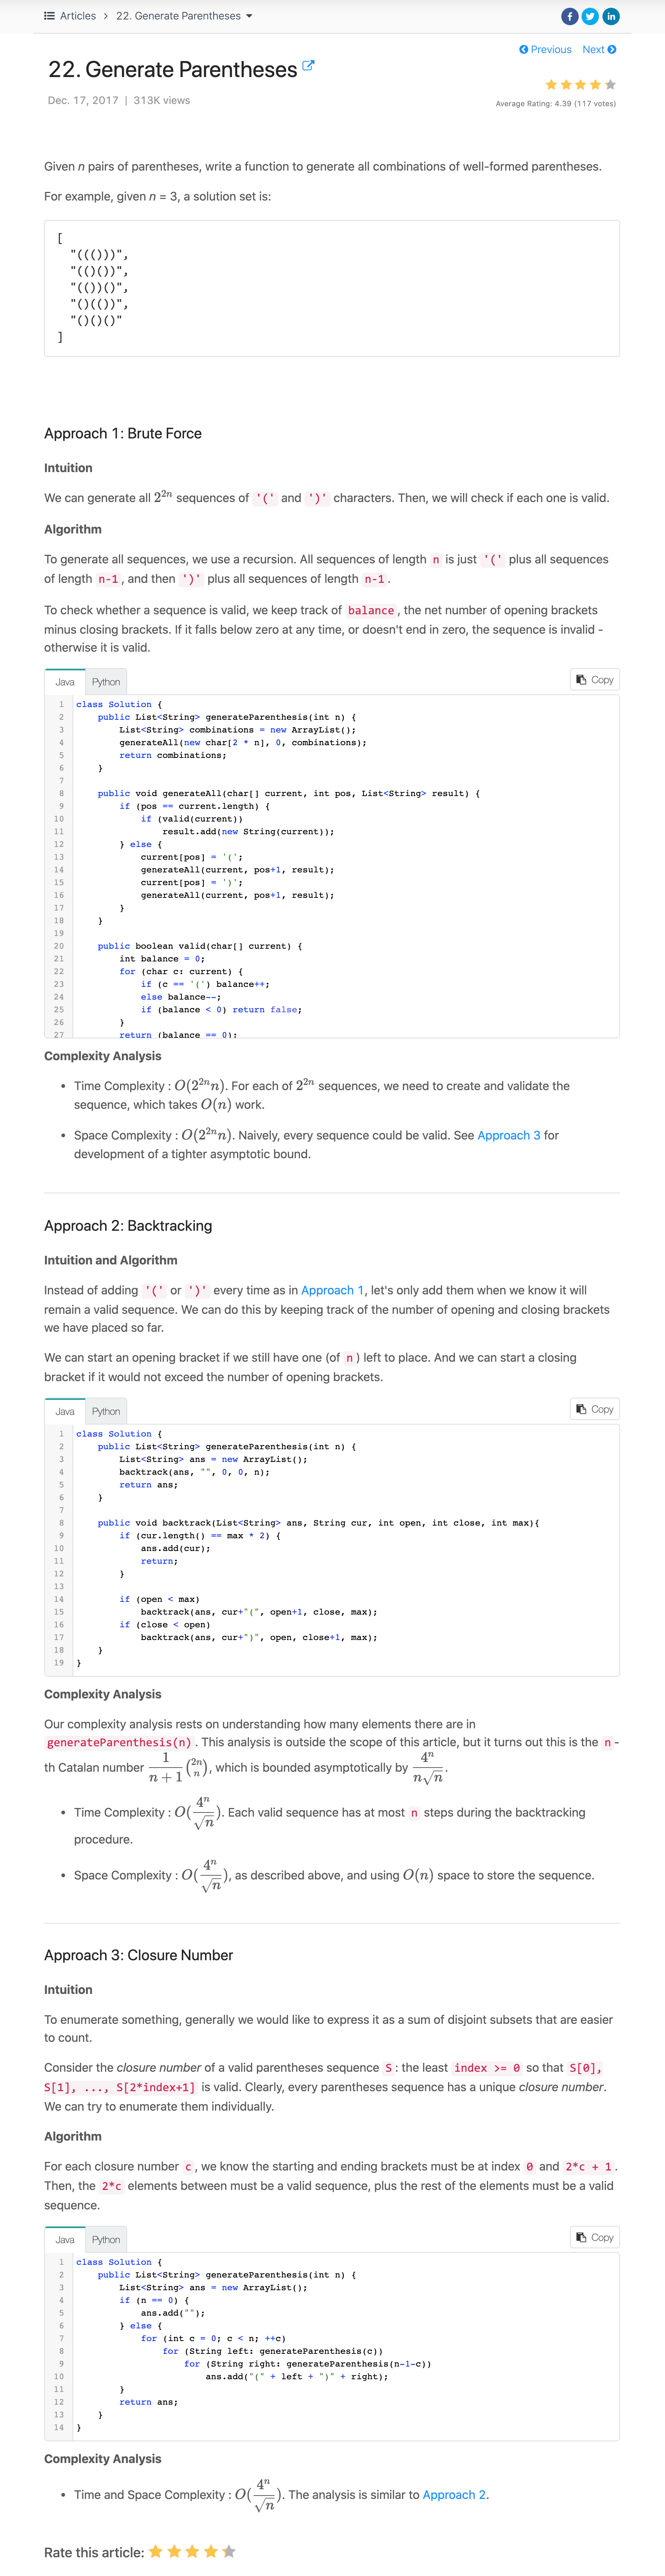 Articles > 22. Generate Parentheses
Previous Next
22. Generate Parentheses
Dec. 17, 2017 | 313K views
Average Rating: 4.39 (117 votes)
Given n pairs of parentheses, write a function to generate all combinations of well-formed parentheses.
For example, given n = 3, a solution set is:
[
  "((()))",
  "(()())",
  "(())()",
  "()(())",
  "()()()"
]
Approach 1: Brute Force
Intuition
We can generate all 2^{2n} sequences of '(' and ')' characters. Then, we will check if each one is valid.
Algorithm
To generate all sequences, we use a recursion. All sequences of length n is just '(' plus all sequences
of length n-1, and then ')' plus all sequences of length n-1.
To check whether a sequence is valid, we keep track of balance, the net number of opening brackets
minus closing brackets. If it falls below zero at any time, or doesn't end in zero, the sequence is invalid -
otherwise it is valid.
Java Python Copy
1 class Solution {
2     public List<String> generateParenthesis(int n) {
3         List<String> combinations = new ArrayList();
4         generateAll(new char[2 * n], 0, combinations);
5         return combinations;
6     }
7
8     public void generateAll(char[] current, int pos, List<String> result) {
9         if (pos == current.length) {
10             if (valid(current))
11                 result.add(new String(current));
12         } else {
13             current[pos] = '(';
14             generateAll(current, pos+1, result);
15             current[pos] = ')';
16             generateAll(current, pos+1, result);
17         }
18     }
19
20     public boolean valid(char[] current) {
21         int balance = 0;
22         for (char c: current) {
23             if (c == '(') balance++;
24             else balance--;
25             if (balance < 0) return false;
26         }
27         return (balance == 0);
Complexity Analysis
• Time Complexity : O(2^{2n}n). For each of 2^{2n} sequences, we need to create and validate the
sequence, which takes O(n) work.
• Space Complexity : O(2^{2n}n). Naively, every sequence could be valid. See Approach 3 for
development of a tighter asymptotic bound.
Approach 2: Backtracking
Intuition and Algorithm
Instead of adding '(' or ')' every time as in Approach 1, let's only add them when we know it will
remain a valid sequence. We can do this by keeping track of the number of opening and closing brackets
we have placed so far.
We can start an opening bracket if we still have one (of n) left to place. And we can start a closing
bracket if it would not exceed the number of opening brackets.
Java Python Copy
1 class Solution {
2     public List<String> generateParenthesis(int n) {
3         List<String> ans = new ArrayList();
4         backtrack(ans, "", 0, 0, n);
5         return ans;
6     }
7
8     public void backtrack(List<String> ans, String cur, int open, int close, int max){
9         if (cur.length() == max * 2) {
10             ans.add(cur);
11             return;
12         }
13
14         if (open < max)
15             backtrack(ans, cur+"(", open+1, close, max);
16         if (close < open)
17             backtrack(ans, cur+")", open, close+1, max);
18     }
19 }
Complexity Analysis
Our complexity analysis rests on understanding how many elements there are in
generateParenthesis(n). This analysis is outside the scope of this article, but it turns out this is the n-
th Catalan number \frac{1}{n+1}\binom{2n}{n}, which is bounded asymptotically by \frac{4^n}{n\sqrt{n}}.
• Time Complexity : O(\frac{4^n}{\sqrt{n}}). Each valid sequence has at most n steps during the backtracking
procedure.
• Space Complexity : O(\frac{4^n}{\sqrt{n}}), as described above, and using O(n) space to store the sequence.
Approach 3: Closure Number
Intuition
To enumerate something, generally we would like to express it as a sum of disjoint subsets that are easier
to count.
Consider the closure number of a valid parentheses sequence S: the least index >= 0 so that S[0],
S[1], ..., S[2*index+1] is valid. Clearly, every parentheses sequence has a unique closure number.
We can try to enumerate them individually.
Algorithm
For each closure number c, we know the starting and ending brackets must be at index 0 and 2*c + 1.
Then, the 2*c elements between must be a valid sequence, plus the rest of the elements must be a valid
sequence.
Java Python Copy
1 class Solution {
2     public List<String> generateParenthesis(int n) {
3         List<String> ans = new ArrayList();
4         if (n == 0) {
5             ans.add("");
6         } else {
7             for (int c = 0; c < n; ++c)
8                 for (String left: generateParenthesis(c))
9                     for (String right: generateParenthesis(n-1-c))
10                         ans.add("(" + left + ")" + right);
11         }
12         return ans;
13     }
14 }
Complexity Analysis
• Time and Space Complexity : O(\frac{4^n}{\sqrt{n}}). The analysis is similar to Approach 2.
Rate this article: